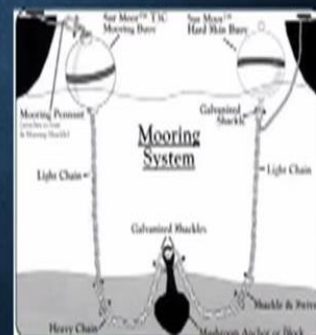 Sur Moor™ T3C
Mooring Buoy
Sur Moor™
Hard Skin Buoy
Mooring Pennant
Galvanized
Shackle
Mooring
System
Light Chain
Light Chain
Galvanized Shackles
Shackle & Swivel
Heavy Chain
Mushroom Anchor or Block